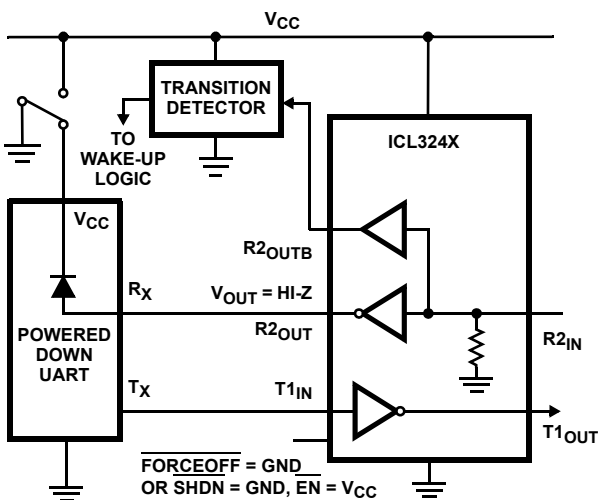 VCC
TRANSITION
DETECTOR
ICL324X
TO
WAKE-UP
LOGIC
VCC
R2OUTB
RX
VOUT = HI-Z
R2OUT
R2IN
POWERED
DOWN
UART
TX
T1IN
T1OUT
FORCEOFF = GND
OR SHDN = GND, EN = VCC